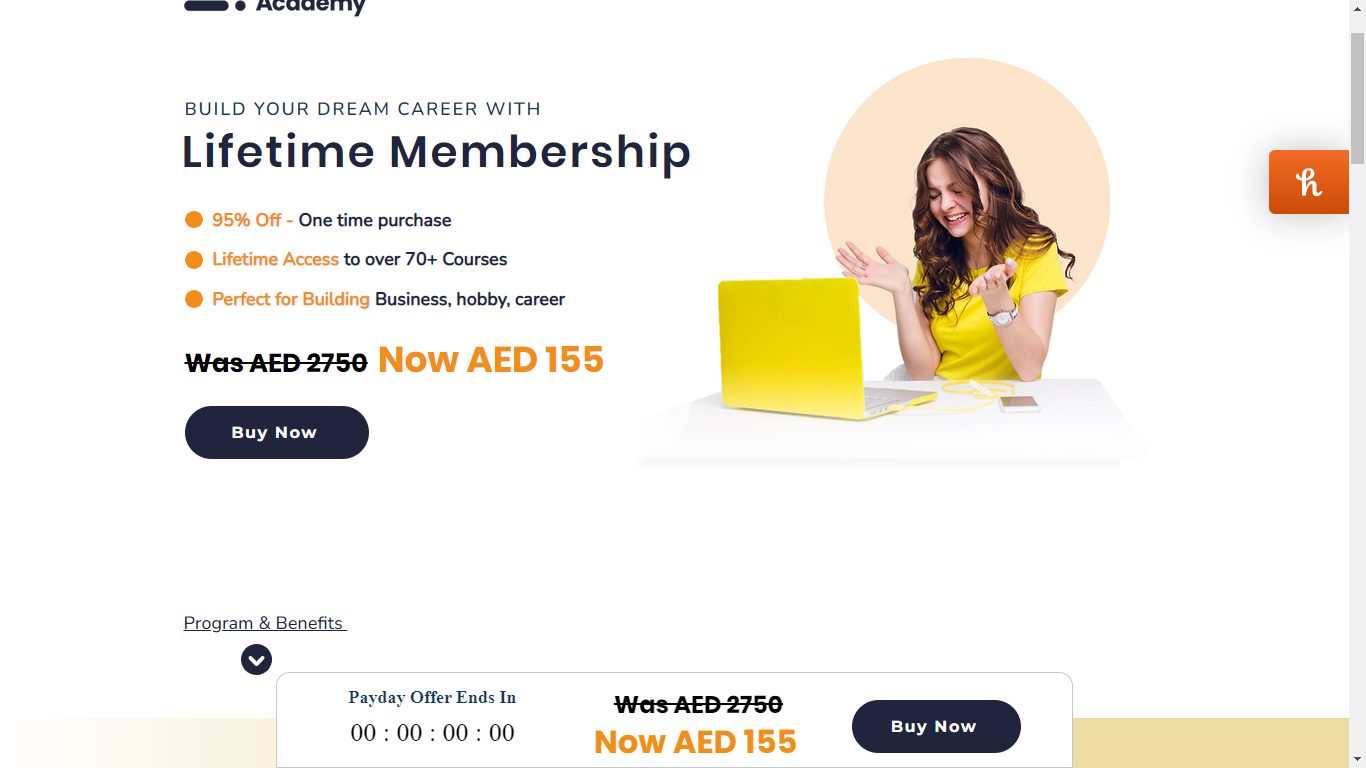 Academy
BUILD YOUR DREAM CAREER WITH
Lifetime Membership
95% Off - One time purchase
Lifetime Access to over 70+ Courses
Perfect for Building Business, hobby, career
Was AED 2750 Now AED 155
Buy Now
Program & Benefits
Payday Offer Ends In
00 : 00 : 00 : 00
Was AED 2750
Now AED 155
Buy Now
h